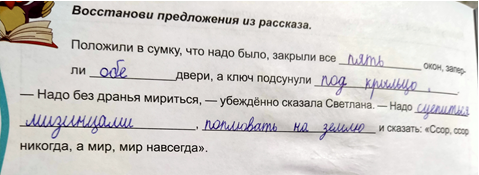 Восстанови предложения из рассказа.
Положили в сумку, что надо было, закрыли все пять окон, запер-
ли обе двери, а ключ подсунули под крыльцо .
— Надо без дранья мириться, — убеждённо сказала Светлана. — Надо сцепиться
мизинцами, поплювать на землю и сказать: «Ссор, ссор
никогда, а мир, мир навсегда».